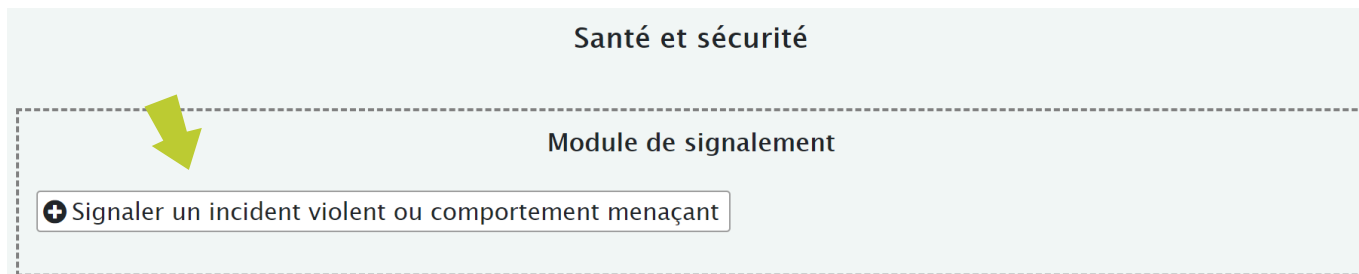 Santé et sécurité
Module de signalement
Signaler un incident violent ou comportement menaçant